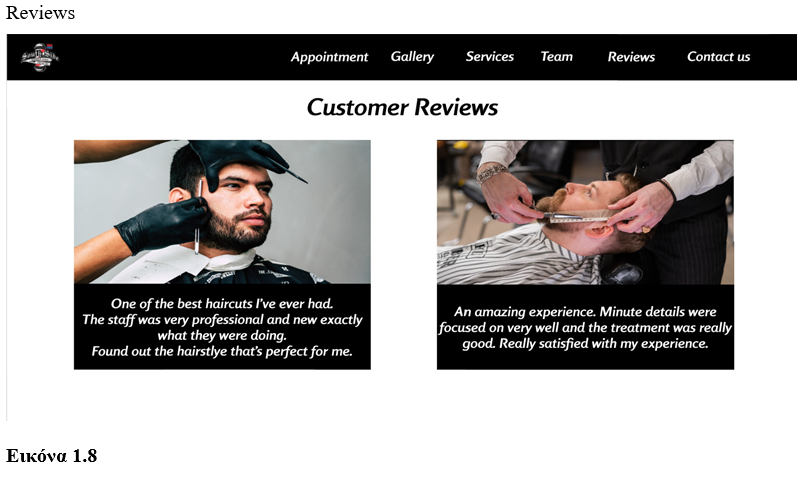 Reviews
Appointment Gallery Services Team Reviews Contact us
Customer Reviews
One of the best haircuts I've ever had.
The staff was very professional and new exactly
what they were doing.
Found out the hairstlye that's perfect for me.
An amazing experience. Minute details were
focused on very well and the treatment was really
good. Really satisfied with my experience.
Εικόνα 1.8